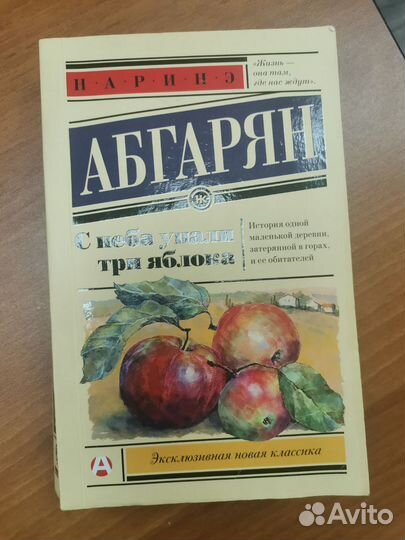 Н·А·Р·И·Н·Э
«Жизнь —
она там,
где нас ждут».
АБГАРЯН
С неба упали
три яблока
История одной
маленькой деревни,
затерянной в горах,
и ее обитателей
А
Эксклюзивная новая классика
Avito